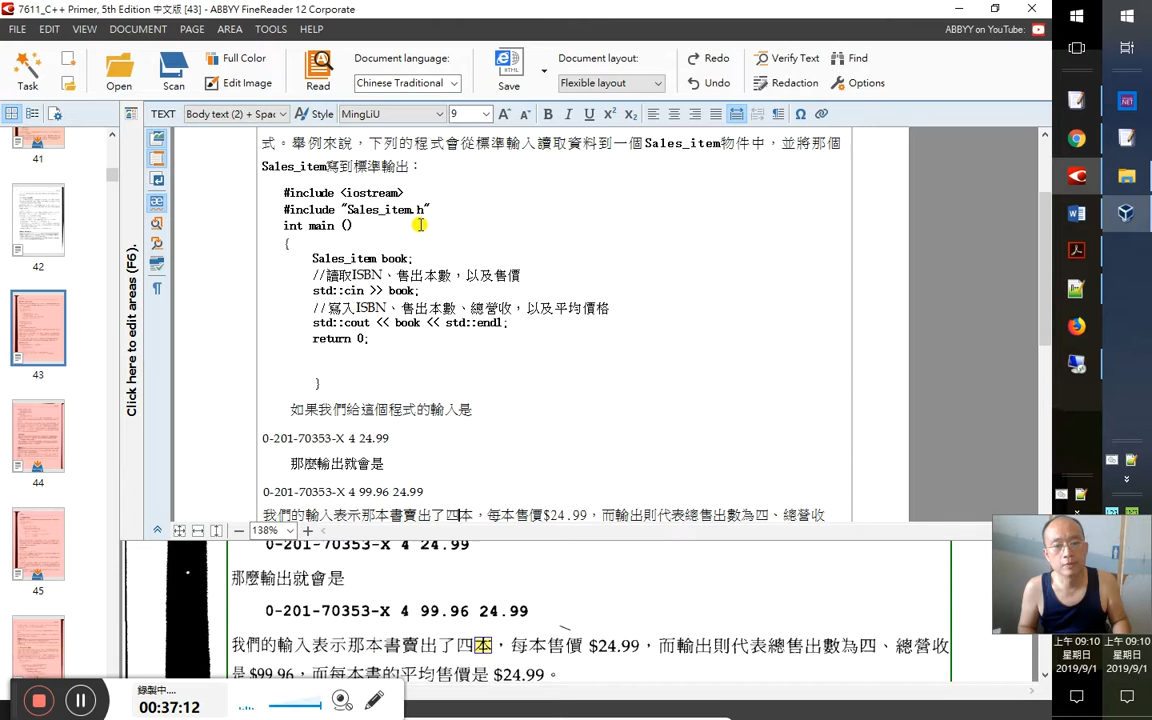 7611_C++ Primer, 5th Edition 中文版 [43] - ABBYY FineReader 12 Corporate
FILE EDIT VIEW DOCUMENT PAGE AREA TOOLS HELP
ABBYY on YouTube:
Task
Open
Scan
Full Color
Edit Image
Read
Document language:
Chinese Traditional
Save
Document layout:
Flexible layout
Redo
Undo
Verify Text
Find
Redaction
Options
TEXT Body text (2) + Spac Style MingLiU 9
41
42
43
44
45
Click here to edit areas (F6).
式。舉例來說，下列的程式會從標準輸入讀取資料到一個Sales_item物件中，並將那個
Sales_item寫到標準輸出：
#include <iostream>
#include "Sales_item.h"
int main ()
{
Sales_item book;
//讀取ISBN、售出本數，以及售價
std::cin >> book;
//寫入ISBN、售出本數、總營收，以及平均價格
std::cout << book << std::endl;
return 0;
}
如果我們給這個程式的輸入是
0-201-70353-X 4 24.99
那麼輸出就會是
0-201-70353-X 4 99.96 24.99
我們的輸入表示那本書賣出了四本，每本售價$24.99，而輸出則代表總售出數為四、總營收
138%
0-201-70353-X 4 24.99
那麼輸出就會是
0-201-70353-X 4 99.96 24.99
我們的輸入表示那本書賣出了四本，每本售價 $24.99，而輸出則代表總售出數為四、總營收
是 $99.96，而每本書的平均售價是 $24.99。
錄製中....
00:37:12
上午 09:10
星期日
2019/9/1
上午 09:10
星期日
2019/9/1